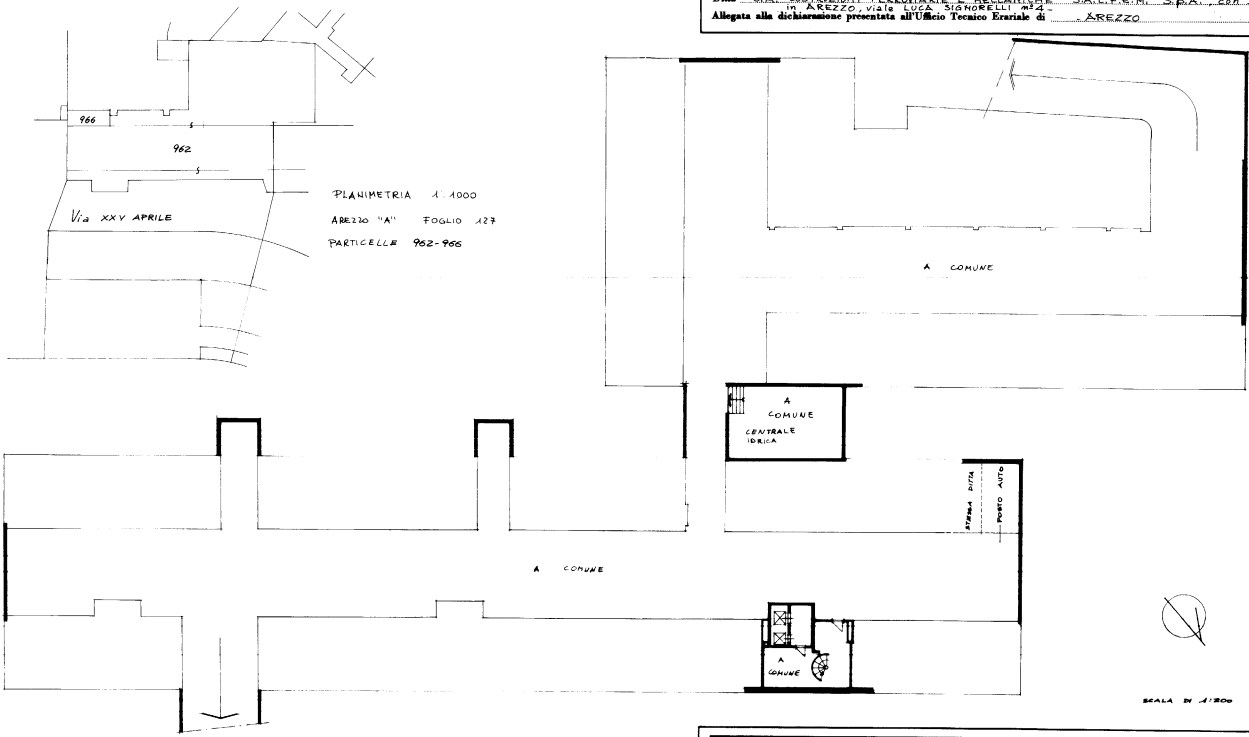 in AREZZO, viale LUCA SIGNORELLI n°4
Allegata alla dichiarazione presentata all'Ufficio Tecnico Erariale di AREZZO
966
962
Via XXV APRILE
PLANIMETRIA 1:1000
AREZZO "A" FOGLIO 127
PARTICELLE 962-966
A COMUNE
A
COMUNE
CENTRALE
IDRICA
STESSA DITTA
POSTO AUTO
A COMUNE
A
COMUNE
SCALA DI 1:200